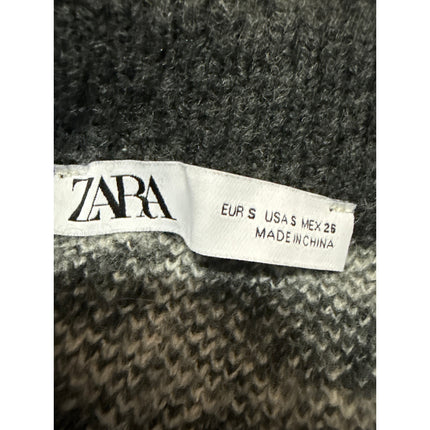 ZARA
EUR S USA S MEX 26
MADE IN CHINA